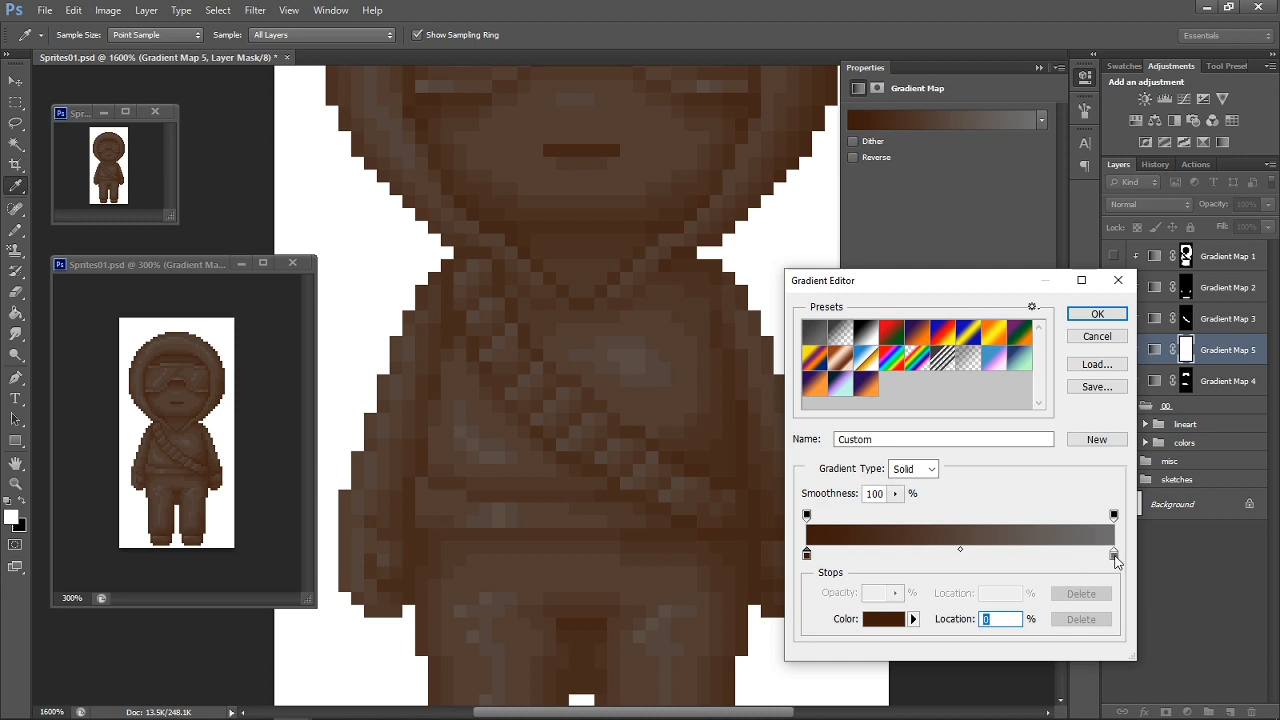 Ps File Edit Image Layer Type Select Filter View Window Help
Sample Size: Point Sample Sample: All Layers Show Sampling Ring Essentials
Sprites01.psd @ 1600% (Gradient Map 5, Layer Mask/8) * ×
Properties
Swatches Adjustments Tool Preset
Gradient Map
Add an adjustment
Ps Spr...
Dither
Reverse
Layers History Actions
Kind
Normal Opacity: 100%
Lock: Fill: 100%
Gradient Map 1
Ps Sprites01.psd @ 300% (Gradient Ma...
Gradient Map 2
Gradient Map 3
Gradient Map 5
Gradient Map 4
00
lineart
colors
misc
sketches
Background
Gradient Editor
Presets
OK
Cancel
Load...
Save...
Name: Custom New
Gradient Type: Solid
Smoothness: 100 %
Stops
Opacity: % Location: % Delete
Color: Location: 0 % Delete
300%
1600% Doc: 13.5K/248.1K